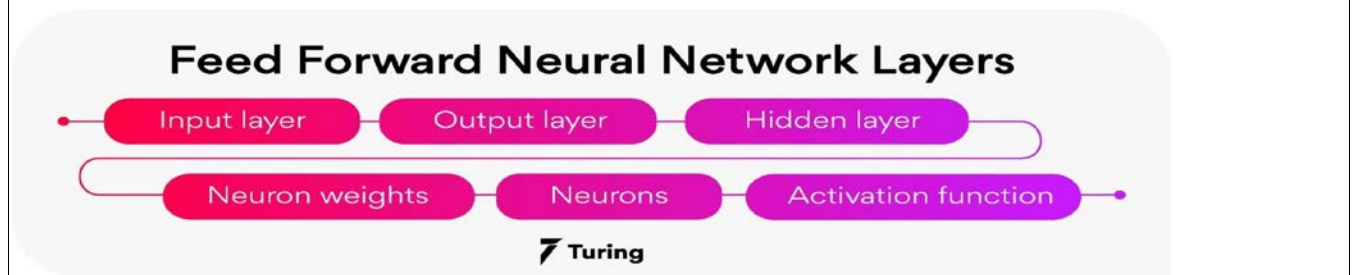 Feed Forward Neural Network Layers
Input layer Output layer Hidden layer
Neuron weights Neurons Activation function
Turing